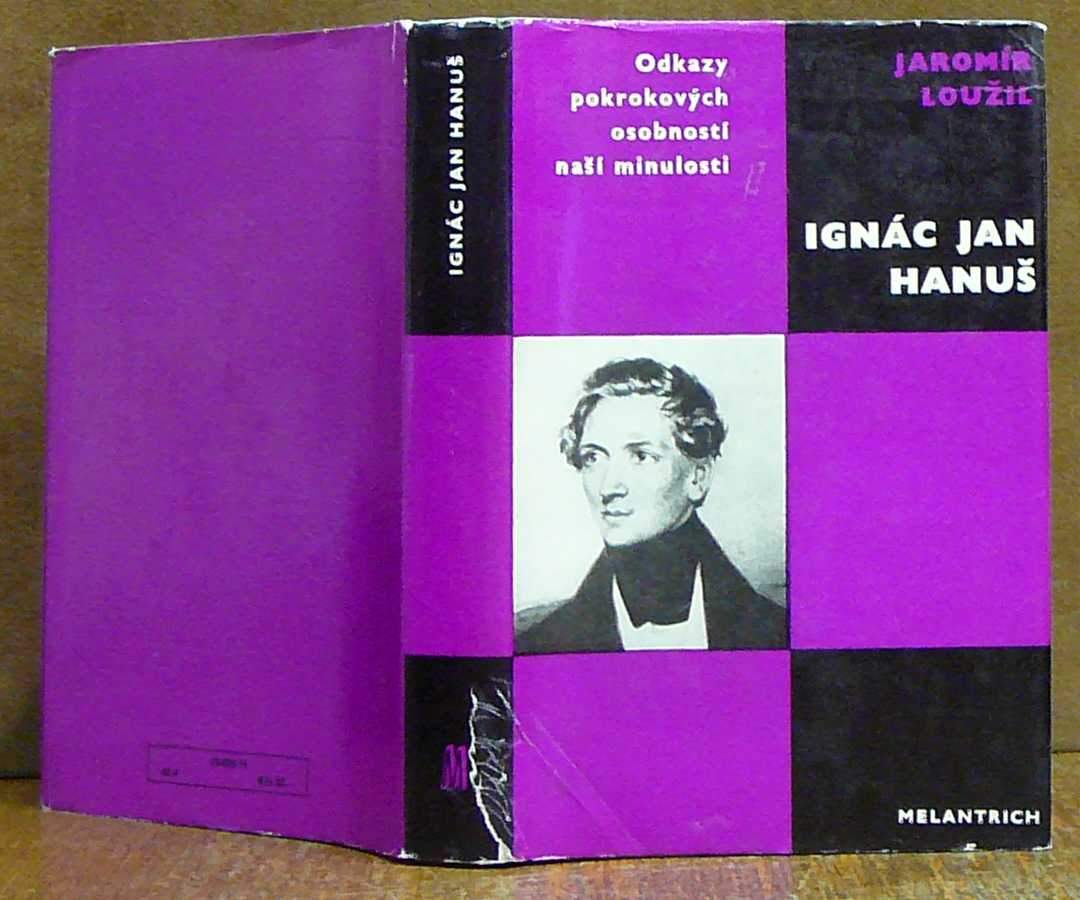 IGNÁC JAN HANUŠ
M
Odkazy
pokrokových
osobností
naší minulosti
JAROMÍR
LOUŽIL
IGNÁC JAN
HANUŠ
MELANTRICH